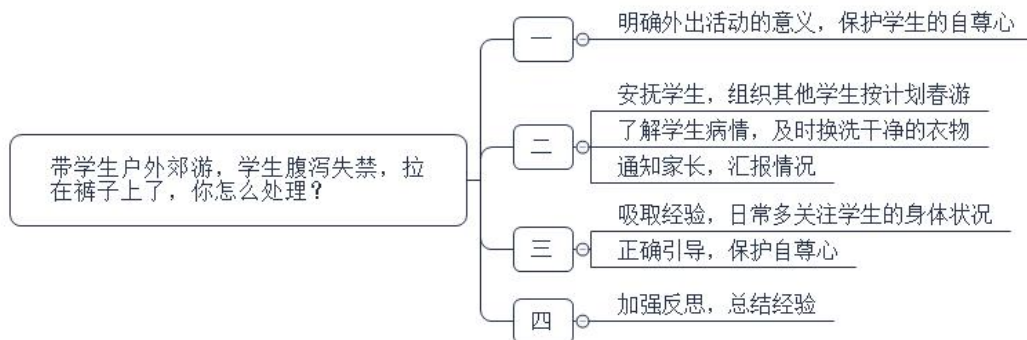 带学生户外郊游，学生腹泻失禁，拉
在裤子上了，你怎么处理？
一
明确外出活动的意义，保护学生的自尊心
二
安抚学生，组织其他学生按计划春游
了解学生病情，及时换洗干净的衣物
通知家长，汇报情况
三
吸取经验，日常多关注学生的身体状况
正确引导，保护自尊心
四
加强反思，总结经验